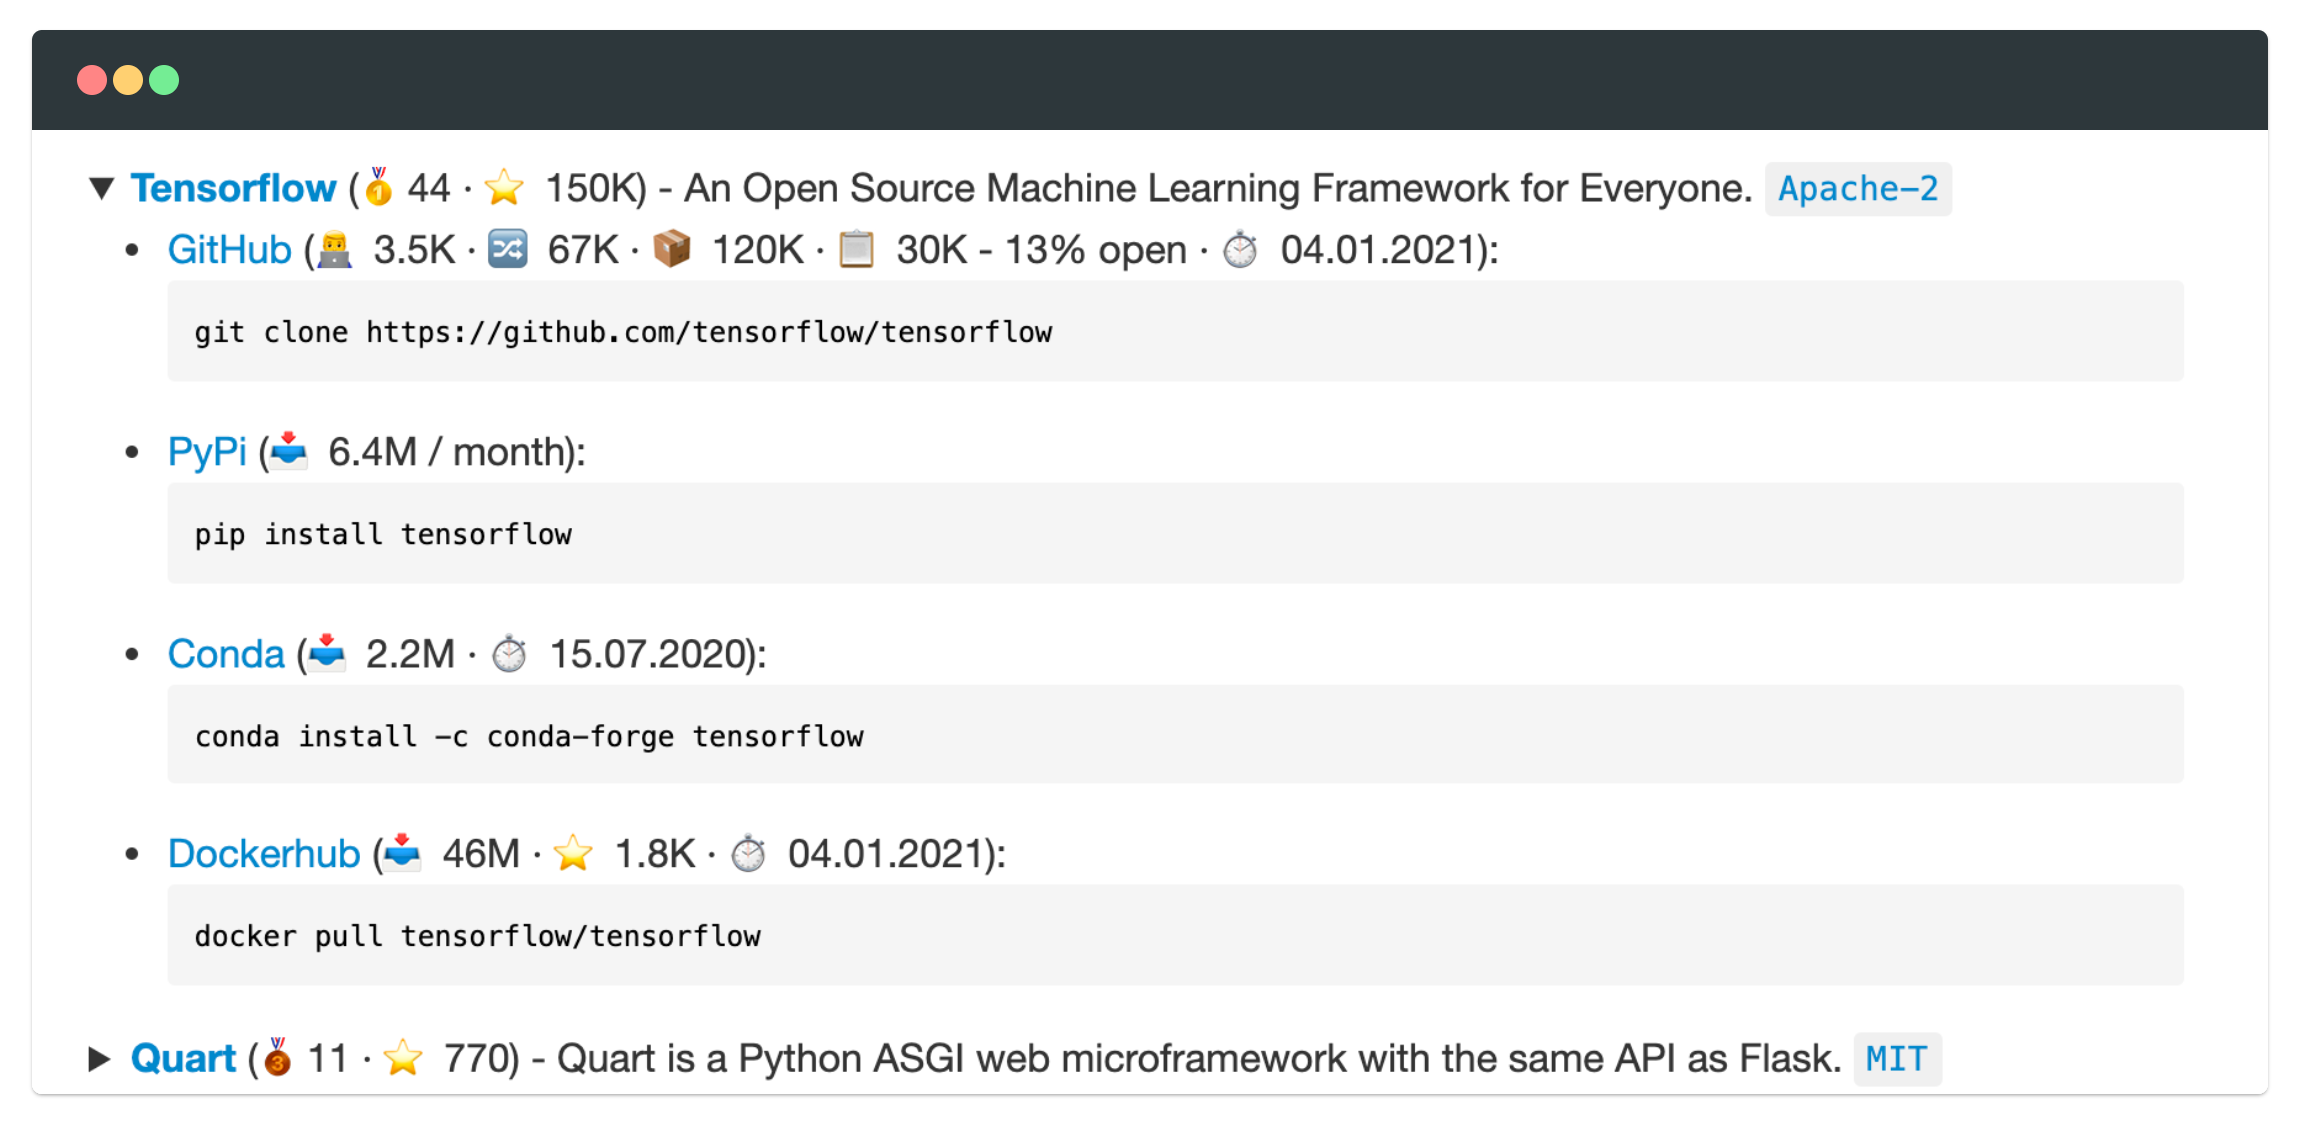 ▼ Tensorflow (🥇 44 · ⭐ 150K) - An Open Source Machine Learning Framework for Everyone. Apache-2
• GitHub (👨‍💻 3.5K · 🔀 67K · 📦 120K · 📋 30K - 13% open · ⏱ 04.01.2021):
git clone https://github.com/tensorflow/tensorflow
• PyPi (📥 6.4M / month):
pip install tensorflow
• Conda (📥 2.2M · ⏱ 15.07.2020):
conda install -c conda-forge tensorflow
• Dockerhub (📥 46M · ⭐ 1.8K · ⏱ 04.01.2021):
docker pull tensorflow/tensorflow
▶ Quart (🥉 11 · ⭐ 770) - Quart is a Python ASGI web microframework with the same API as Flask. MIT